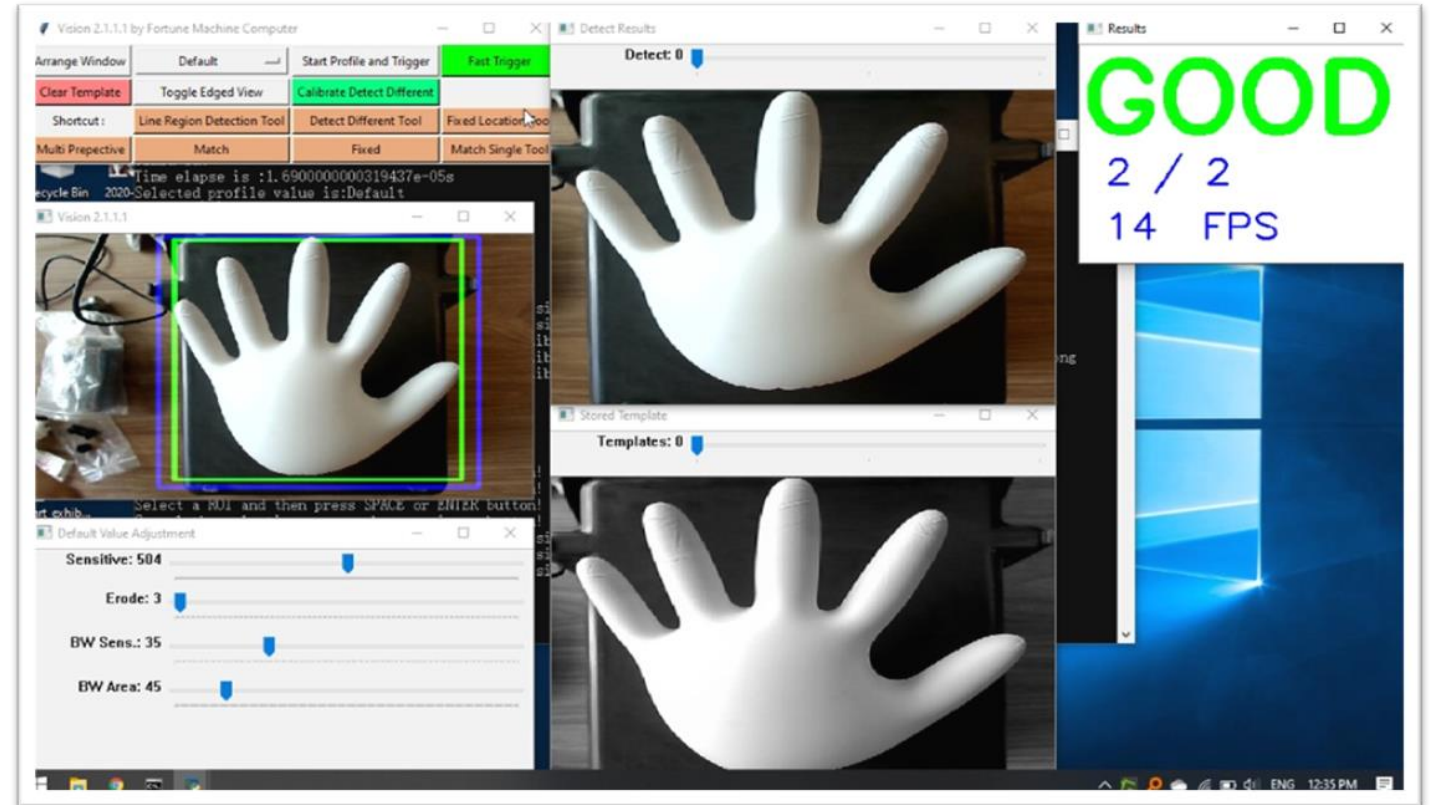 Vision 2.1.1.1 by Fortune Machine Computer
Arrange Window Default Start Profile and Trigger Fast Trigger
Clear Template Toggle Edged View Calibrate Detect Different
Shortcut : Line Region Detection Tool Detect Different Tool Fixed Location
Multi Prepective Match Fixed Match Single Tool
Time elapse is :1.6900000000319437e-05s
ecycle Bin 2020- Selected profile value is:Default
Vision 2.1.1.1
Select a ROI and then press SPACE or ENTER button!
Default Value Adjustment
Sensitive: 504
Erode: 3
BW Sens.: 35
BW Area: 45
Detect Results
Detect: 0
Stored Template
Templates: 0
Results
GOOD
2 / 2
14 FPS
ENG 12:35 PM